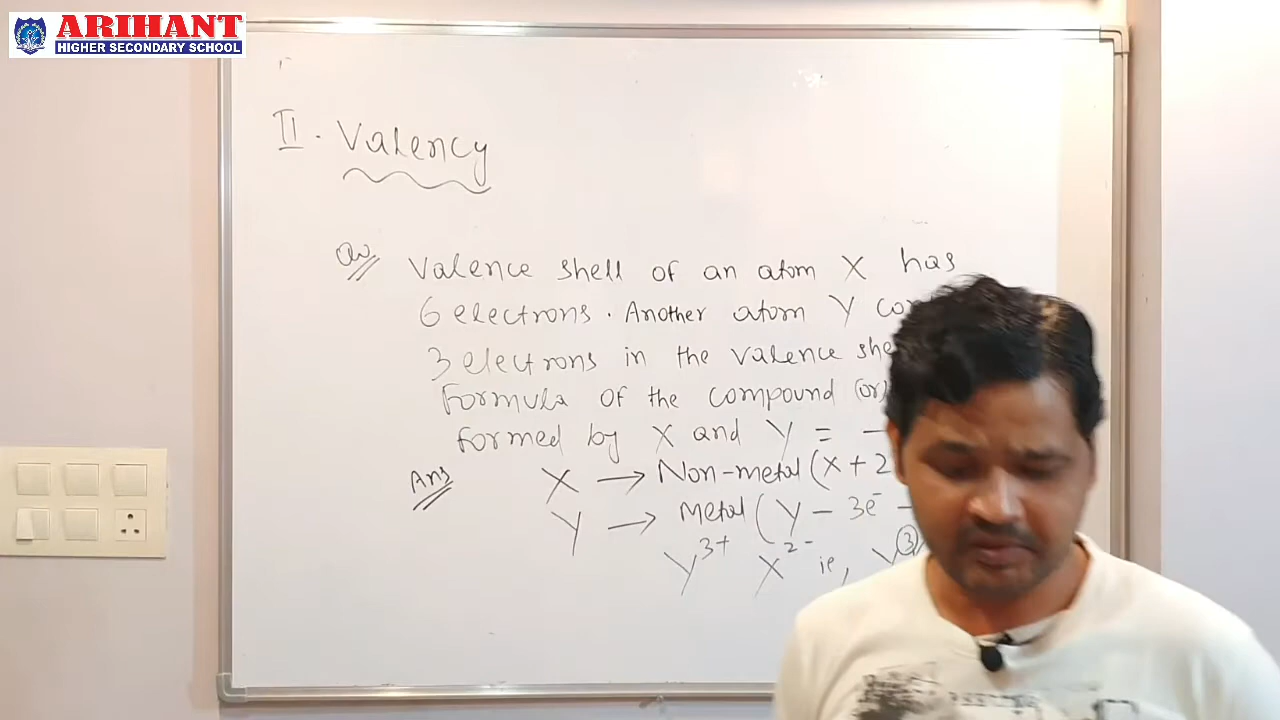 ARIHANT
HIGHER SECONDARY SCHOOL
II. Valency
Qn Valence shell of an atom X has
6 electrons. Another atom Y
3 electrons in the valence
Formula of the compound (or)
formed by X and Y =
Ans X → Non-metal (X + 2
Y → metal (Y - 3e⁻
Y³⁺ X²⁻ ie, Y③